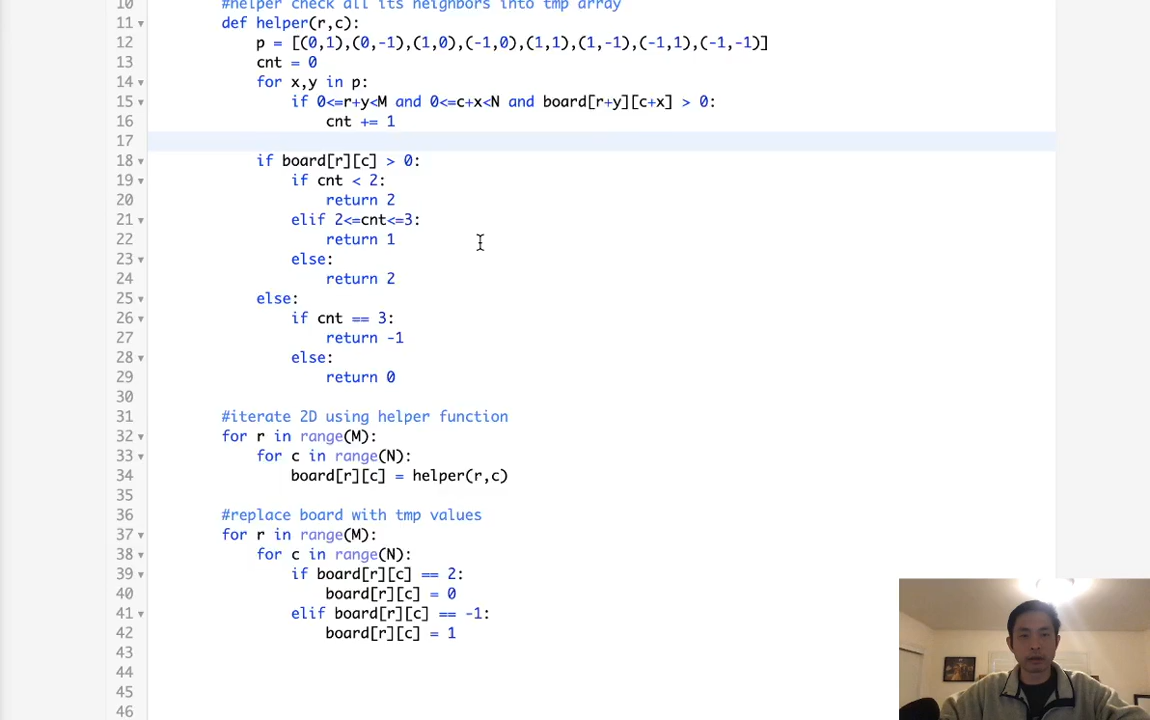 10 #helper check all its neighbors into tmp array
11 def helper(r,c):
12 p = [(0,1),(0,-1),(1,0),(-1,0),(1,1),(1,-1),(-1,1),(-1,-1)]
13 cnt = 0
14 for x,y in p:
15 if 0<=r+y<M and 0<=c+x<N and board[r+y][c+x] > 0:
16 cnt += 1
17
18 if board[r][c] > 0:
19 if cnt < 2:
20 return 2
21 elif 2<=cnt<=3:
22 return 1
23 else:
24 return 2
25 else:
26 if cnt == 3:
27 return -1
28 else:
29 return 0
30
31 #iterate 2D using helper function
32 for r in range(M):
33 for c in range(N):
34 board[r][c] = helper(r,c)
35
36 #replace board with tmp values
37 for r in range(M):
38 for c in range(N):
39 if board[r][c] == 2:
40 board[r][c] = 0
41 elif board[r][c] == -1:
42 board[r][c] = 1
43
44
45
46